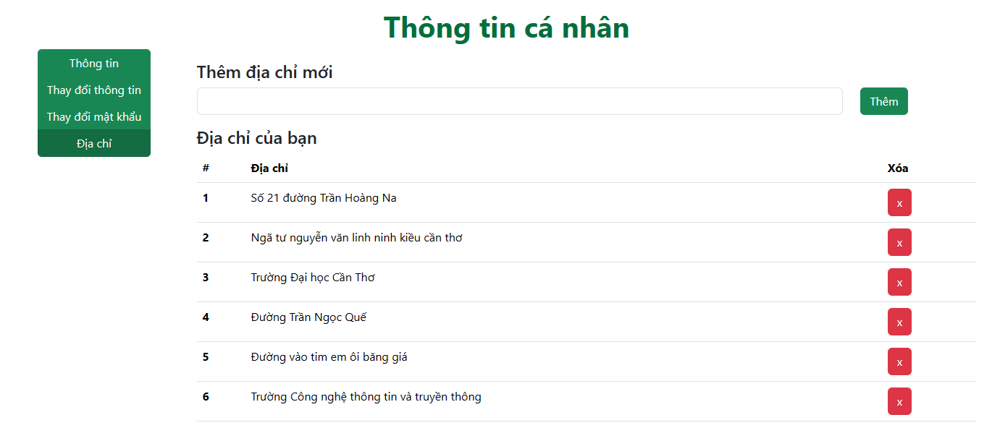 Thông tin cá nhân
Thông tin
Thay đổi thông tin
Thay đổi mật khẩu
Địa chỉ
Thêm địa chỉ mới
Thêm
Địa chỉ của bạn
# Địa chỉ Xóa
1 Số 21 đường Trần Hoàng Na x
2 Ngã tư nguyễn văn linh ninh kiều cần thơ x
3 Trường Đại học Cần Thơ x
4 Đường Trần Ngọc Quế x
5 Đường vào tim em ôi băng giá x
6 Trường Công nghệ thông tin và truyền thông x